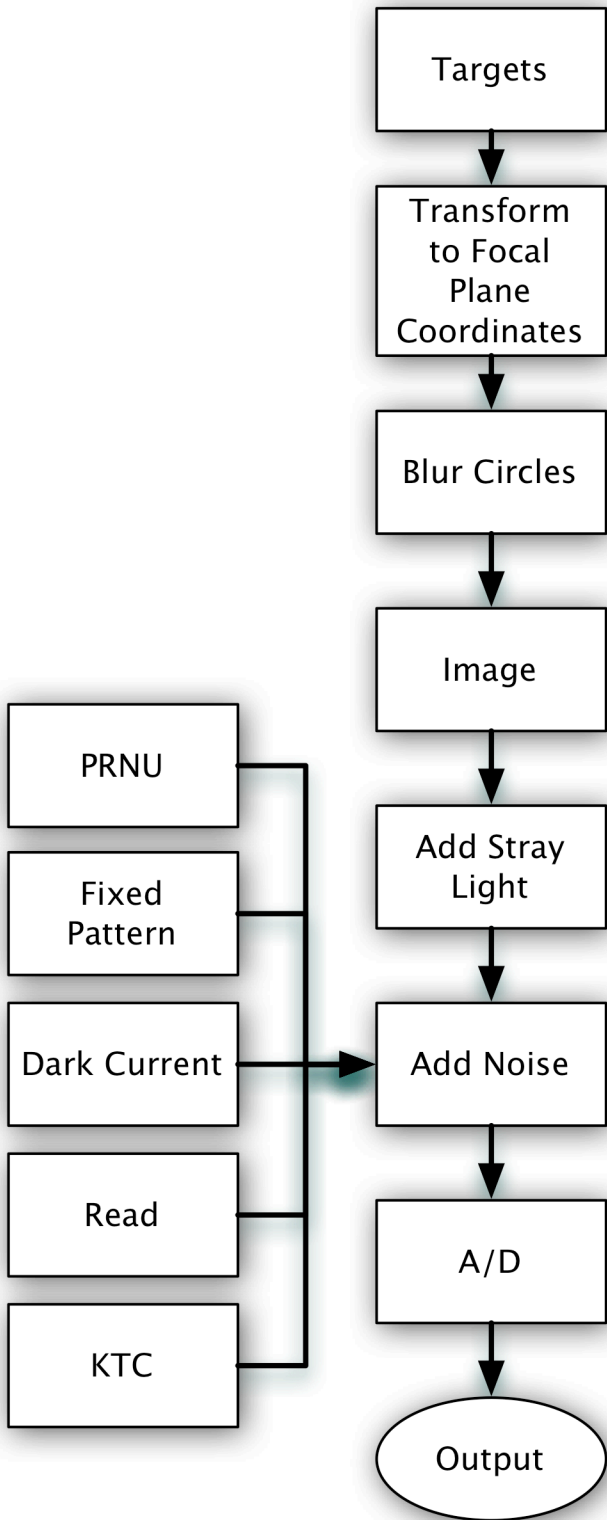 Targets
Transform
to Focal
Plane
Coordinates
Blur Circles
Image
PRNU
Add Stray
Light
Fixed
Pattern
Dark Current
Add Noise
Read
A/D
KTC
Output